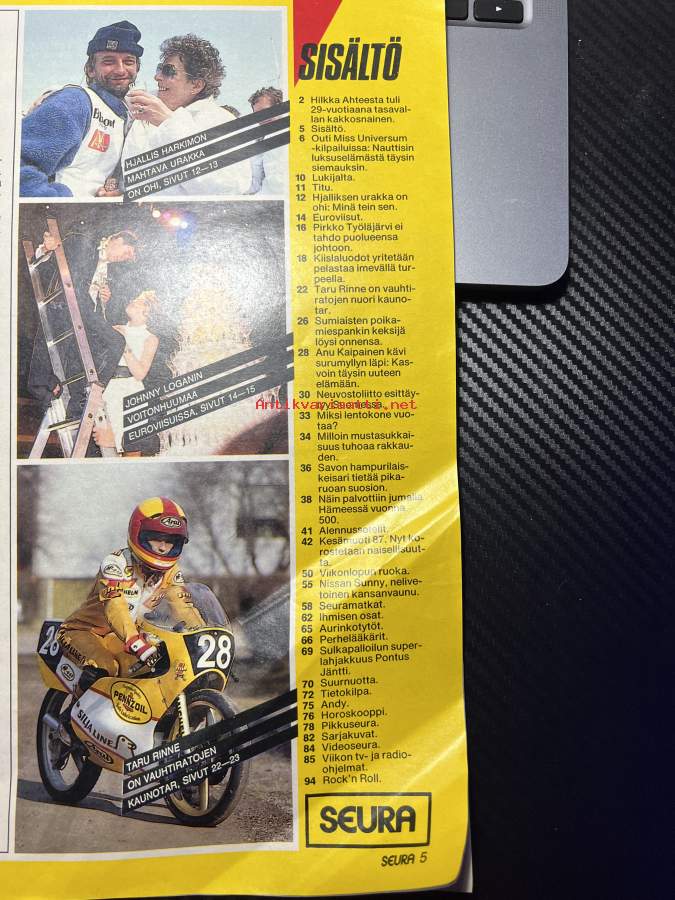 SISÄLTÖ
2 Hilkka Ahteesta tuli
29-vuotiaana tasaval-
lan kakkosnainen.
5 Sisältö.
6 Outi Miss Universum
-kilpailuissa: Nauttisin
luksuselämästä täysin
siemauksin.
10 Lukijalta.
11 Titu.
12 Hjalliksen urakka on
ohi: Minä tein sen.
14 Euroviisut.
16 Pirkko Työläjärvi ei
tahdo puolueensa
johtoon.
18 Kiislaluodot yritetään
pelastaa imevällä tur-
peella.
22 Taru Rinne on vauhti-
ratojen nuori kauno-
tar.
26 Sumiaisten poika-
miespankin keksijä
löysi onnensa.
28 Anu Kaipainen kävi
surumyllyn läpi: Kas-
voin täysin uuteen
elämään.
30 Neuvostoliitto esittäy-
tyy Suomessa.
33 Miksi lentokone vuo-
taa?
34 Milloin mustasukkai-
suus tuhoaa rakkau-
den.
36 Savon hampurilais-
keisari tietää pika-
ruoan suosion.
38 Näin palvottiin jumalia
Hämeessä vuonna
500.
41 Alennussotelit.
42 Kesämuoti 87. Nyt ko-
rostetaan naisellisuut-
ta.
50 Viikonlopun ruoka.
55 Nissan Sunny, nelive-
toinen kansanvaunu.
58 Seuramatkat.
62 Ihmisen osat.
65 Aurinkotytöt.
66 Perhelääkärit.
69 Sulkapalloilun super-
lahjakkuus Pontus
Jäntti.
70 Suurnuotta.
72 Tietokilpa.
75 Andy.
76 Horoskooppi.
78 Pikkuseura.
82 Sarjakuvat.
84 Videoseura.
85 Viikon tv- ja radio-
ohjelmat.
94 Rock'n Roll.
SEURA
SEURA 5
HJALLIS HARKIMON
MAHTAVA URAKKA
ON OHI, SIVUT 12—13
JOHNNY LOGANIN
VOITONHUUMAA
EUROVIISUISSA, SIVUT 14—15
Antikvariaatti.net
Arai
28
28
PENNZOIL
SILJA LINE
TARU RINNE
ON VAUHTIRATOJEN
KAUNOTAR, SIVUT 22—23